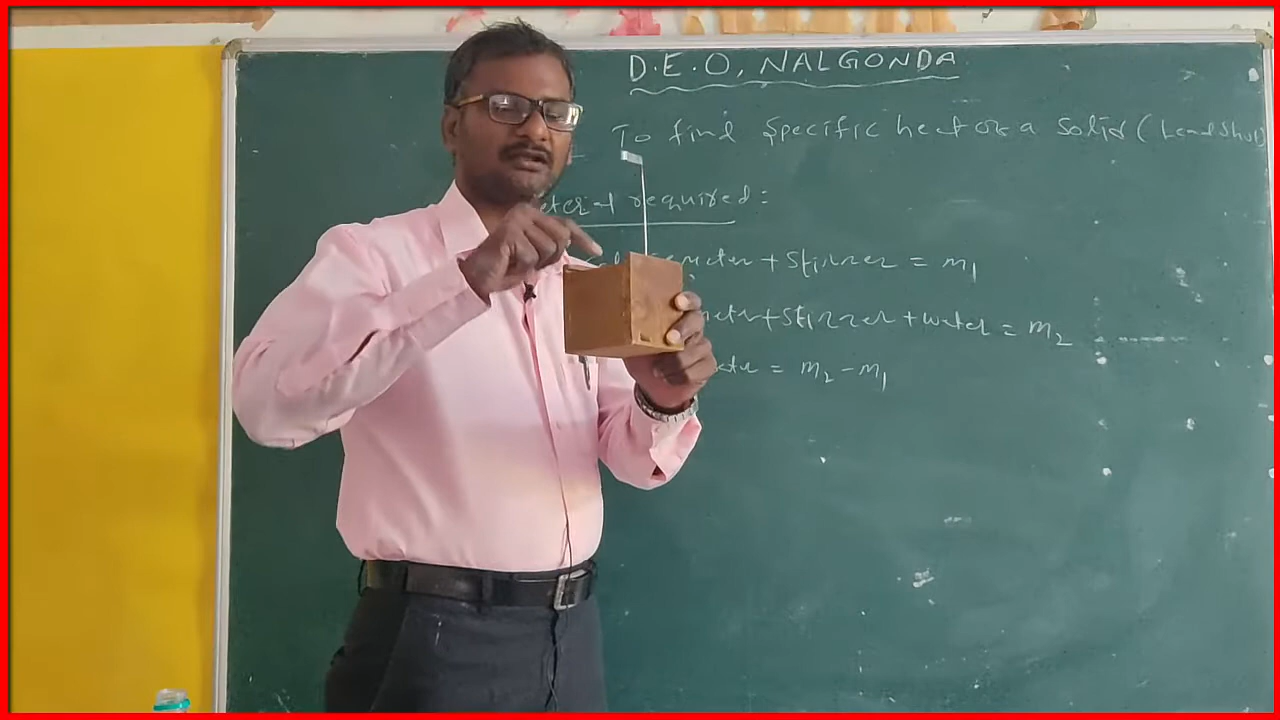 D.E.O, NALGONDA
To find Specific heat of a Solid (Lead Shot
required :
+ Stirrer = m₁
+ Stirrer + water = m₂
= m₂ - m₁